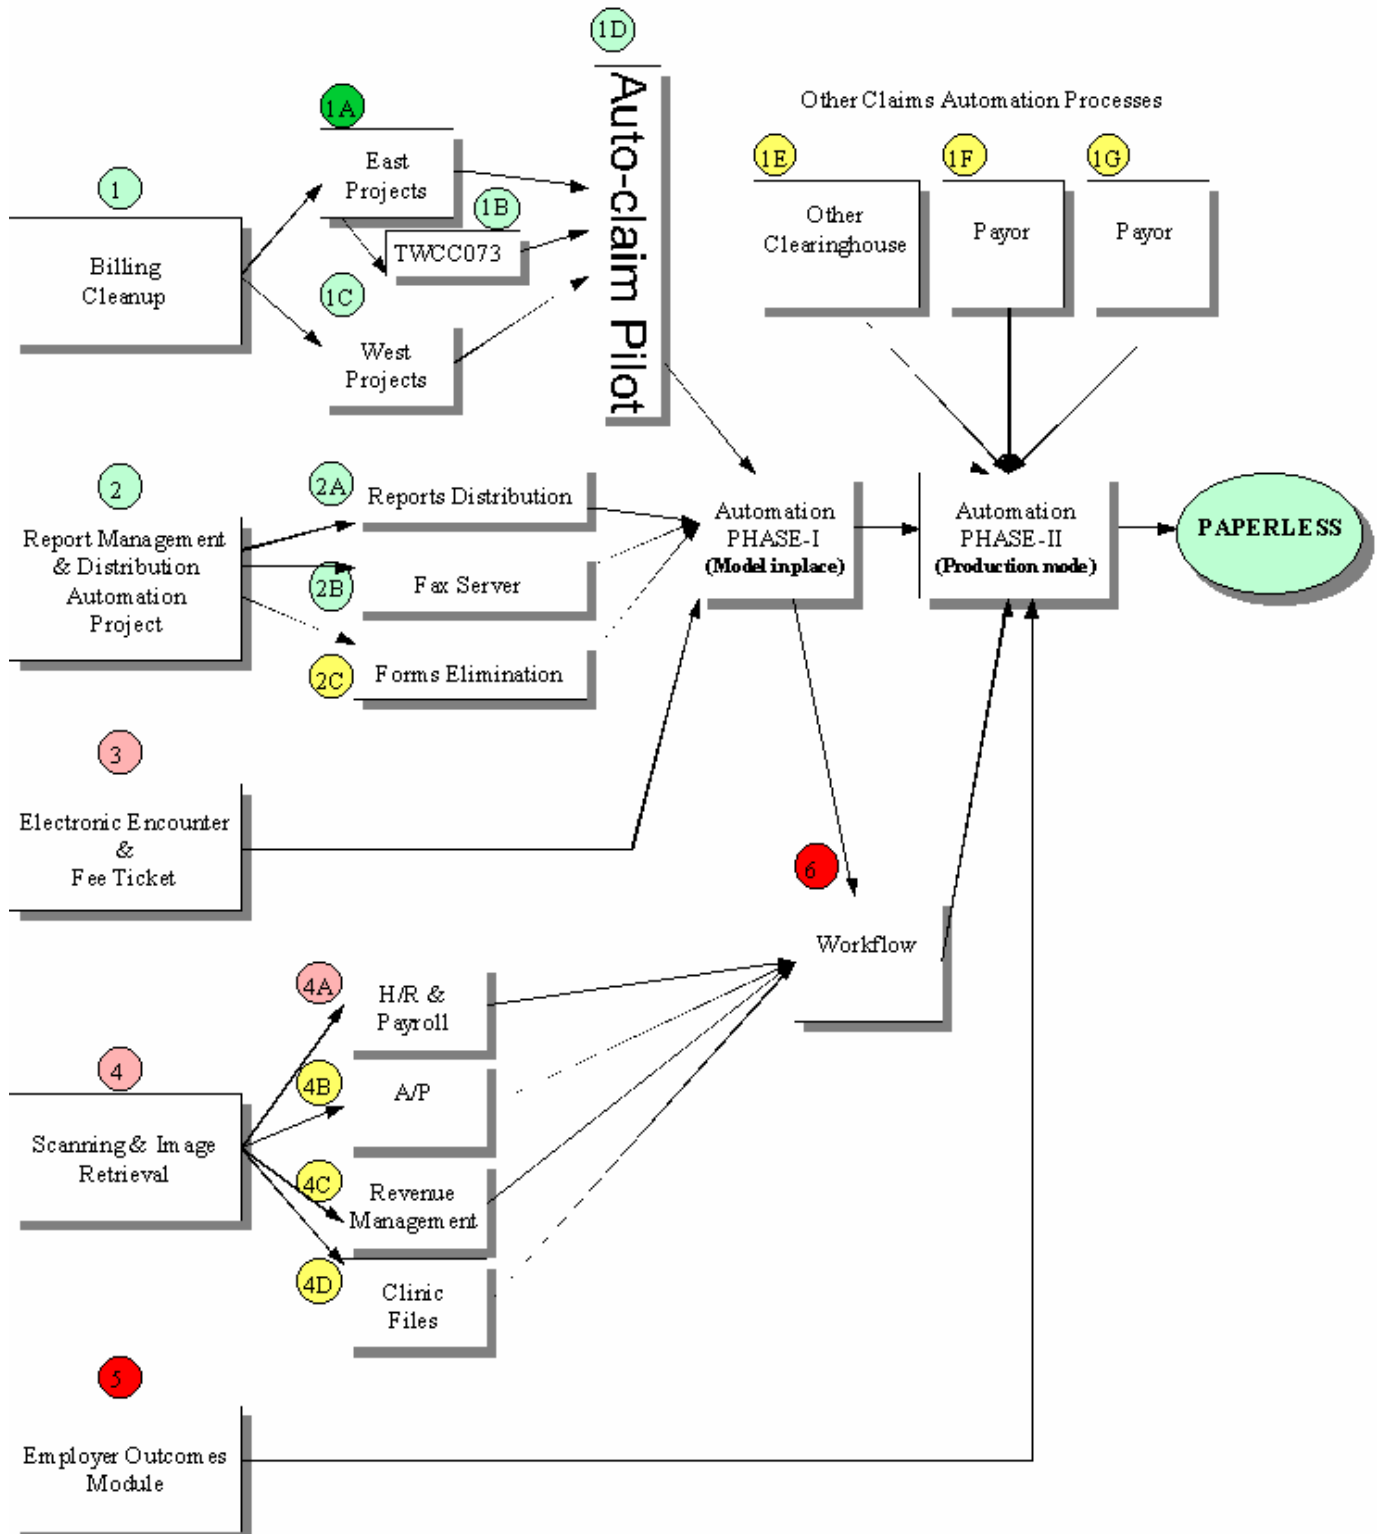 1D
Auto-claim Pilot
1A
East
Projects
1B
TWCC073
1
Billing
Cleanup
1C
West
Projects
Other Claims Automation Processes
1E
Other
Clearinghouse
1F
Payor
1G
Payor
2
Report Management
& Distribution
Automation
Project
2A
Reports Distribution
2B
Fax Server
2C
Forms Elimination
Automation
PHASE-I
(Model inplace)
Automation
PHASE-II
(Production mode)
PAPERLESS
3
Electronic Encounter
&
Fee Ticket
6
Workflow
4
Scanning & Image
Retrieval
4A
H/R &
Payroll
4B
A/P
4C
Revenue
Management
4D
Clinic
Files
5
Employer Outcomes
Module